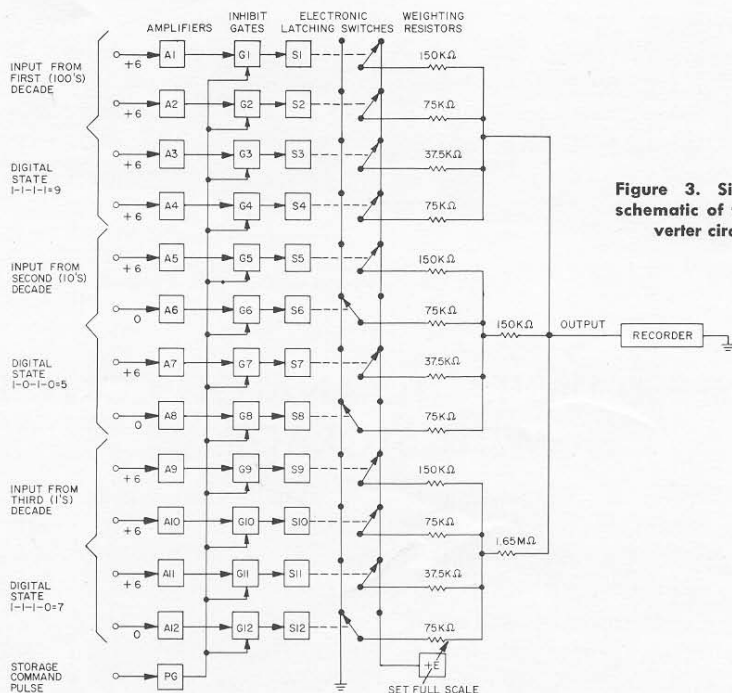 AMPLIFIERS
INHIBIT GATES
ELECTRONIC LATCHING SWITCHES
WEIGHTING RESISTORS
INPUT FROM
FIRST (100'S)
DECADE
+6 A1 G1 S1 150KΩ
+6 A2 G2 S2 75KΩ
DIGITAL
STATE
1-1-1-1=9
+6 A3 G3 S3 37.5KΩ
+6 A4 G4 S4 75KΩ
Figure 3. Si
schematic of
verter circ
INPUT FROM
SECOND (10'S)
DECADE
+6 A5 G5 S5 150KΩ
0 A6 G6 S6 75KΩ
150KΩ OUTPUT RECORDER
DIGITAL
STATE
1-0-1-0=5
+6 A7 G7 S7 37.5KΩ
0 A8 G8 S8 75KΩ
INPUT FROM
THIRD (1'S)
DECADE
+6 A9 G9 S9 150KΩ
+6 A10 G10 S10 75KΩ
1.65MΩ
DIGITAL
STATE
1-1-1-0=7
+6 A11 G11 S11 37.5KΩ
0 A12 G12 S12 75KΩ
STORAGE
COMMAND
PULSE
PG
+E
SET FULL SCALE